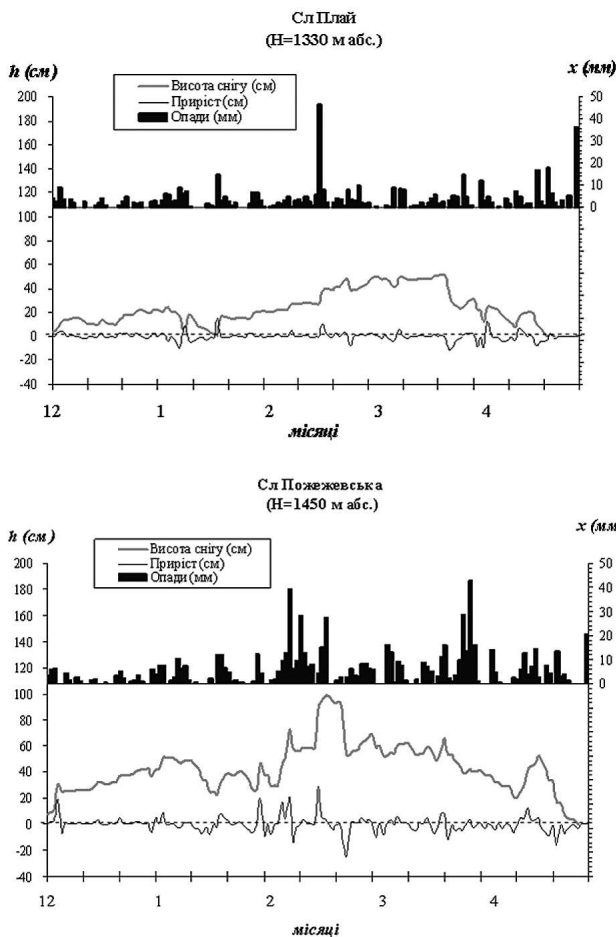 Сл Плай
(H=1330 м абс.)
h (см)
x (мм)
Висота снігу (см)
Приріст (см)
Опади (мм)
200
180
160
140
120
100
80
60
40
20
0
-20
-40
50
40
30
20
10
0
12 1 2 3 4
місяці
Сл Пожежевська
(H=1450 м абс.)
h (см)
x (мм
Висота снігу (см)
Приріст (см)
Опади (мм)
200
180
160
140
120
100
80
60
40
20
0
-20
-40
50
40
30
20
10
0
12 1 2 3 4
місяці